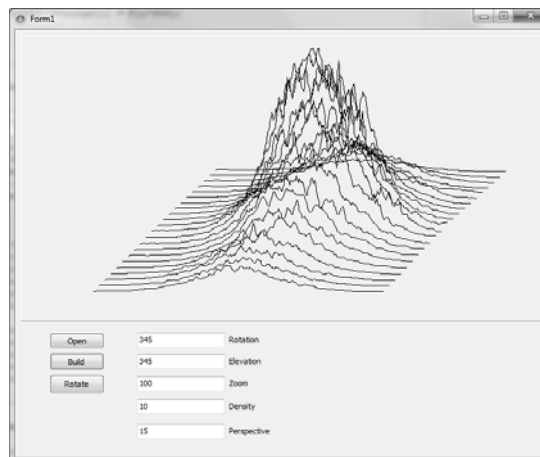 Form1
Open
345
Rotation
Build
345
Elevation
Rotate
100
Zoom
10
Density
15
Perspective